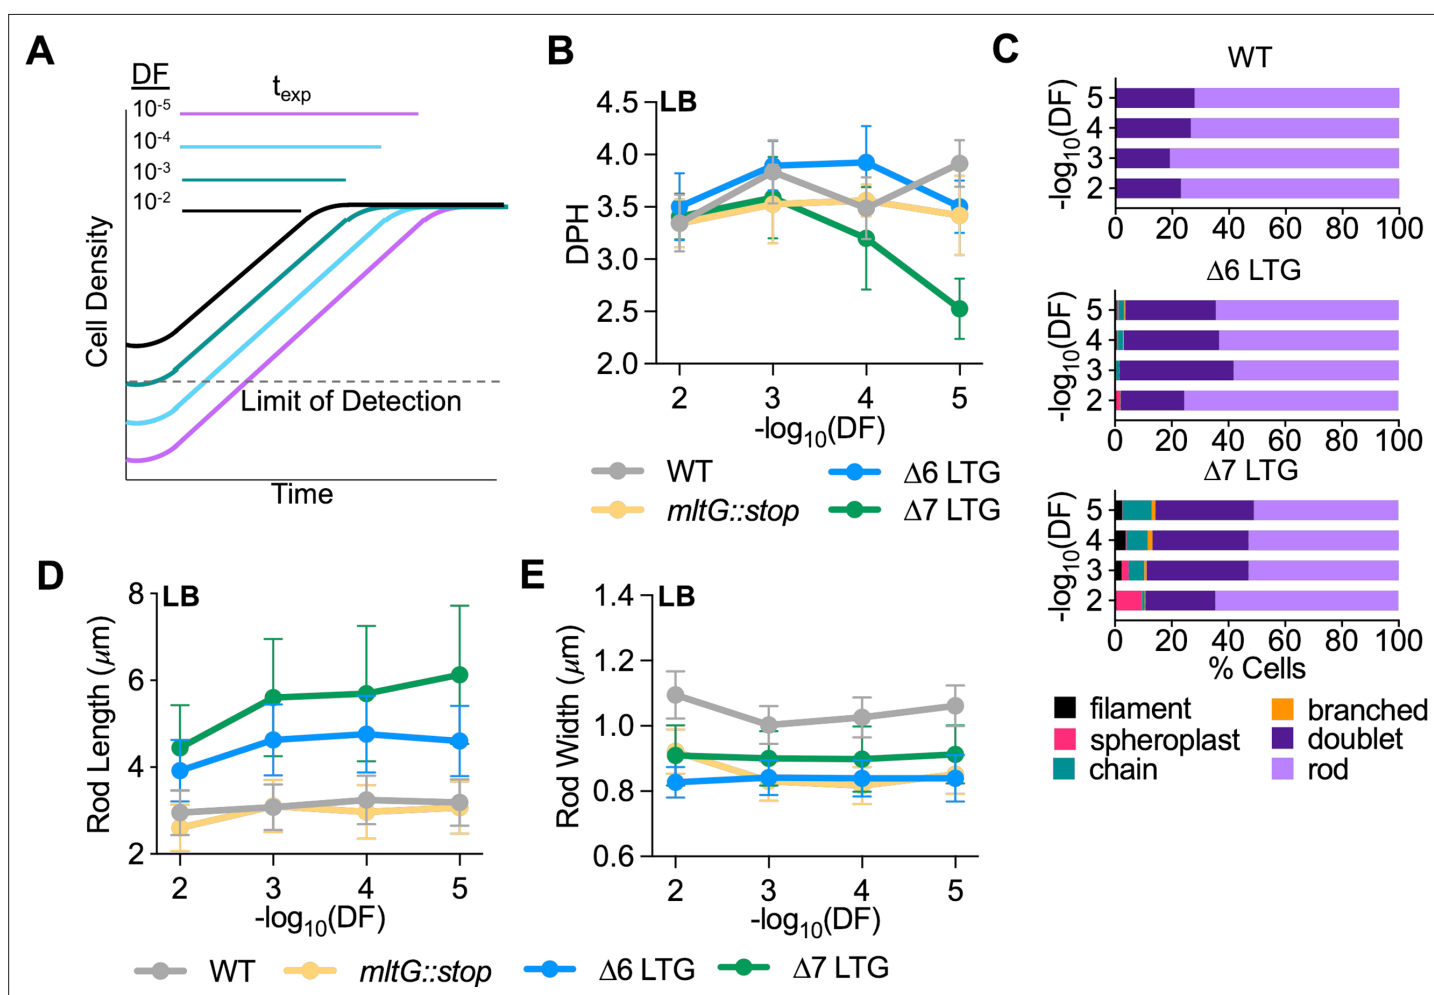 A
DF
t_exp
10^-5
10^-4
10^-3
10^-2
Cell Density
Limit of Detection
Time
B
LB
DPH
4.5
4.0
3.5
3.0
2.5
2.0
2 3 4 5
-log10(DF)
WT
Δ6 LTG
mltG::stop
Δ7 LTG
C
WT
-log10(DF)
5
4
3
2
0 20 40 60 80 100
Δ6 LTG
-log10(DF)
5
4
3
2
0 20 40 60 80 100
Δ7 LTG
-log10(DF)
5
4
3
2
0 20 40 60 80 100
% Cells
filament
branched
spheroplast
doublet
chain
rod
D
LB
Rod Length (μm)
8
6
4
2
2 3 4 5
-log10(DF)
E
LB
Rod Width (μm)
1.4
1.2
1.0
0.8
0.6
2 3 4 5
-log10(DF)
WT mltG::stop Δ6 LTG Δ7 LTG